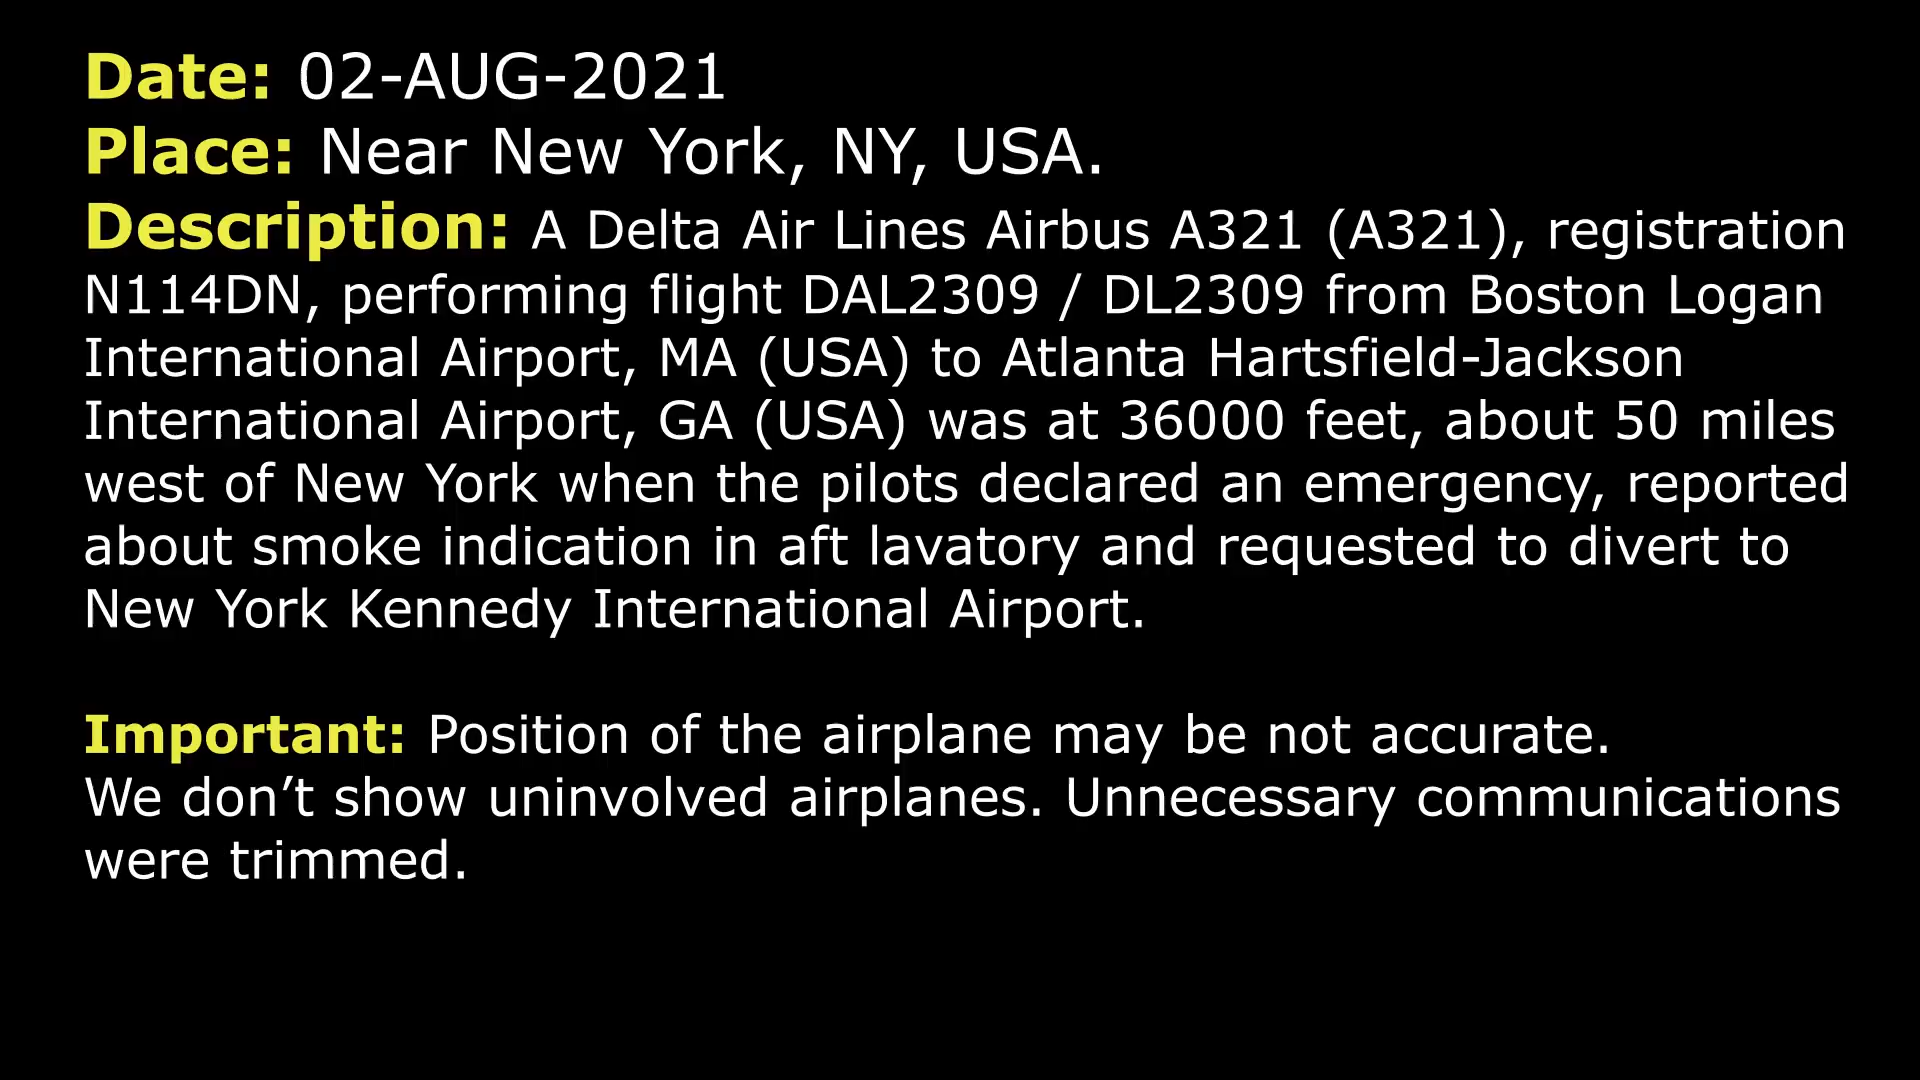 Date: 02-AUG-2021
Place: Near New York, NY, USA.
Description: A Delta Air Lines Airbus A321 (A321), registration
N114DN, performing flight DAL2309 / DL2309 from Boston Logan
International Airport, MA (USA) to Atlanta Hartsfield-Jackson
International Airport, GA (USA) was at 36000 feet, about 50 miles
west of New York when the pilots declared an emergency, reported
about smoke indication in aft lavatory and requested to divert to
New York Kennedy International Airport.
Important: Position of the airplane may be not accurate.
We don’t show uninvolved airplanes. Unnecessary communications
were trimmed.